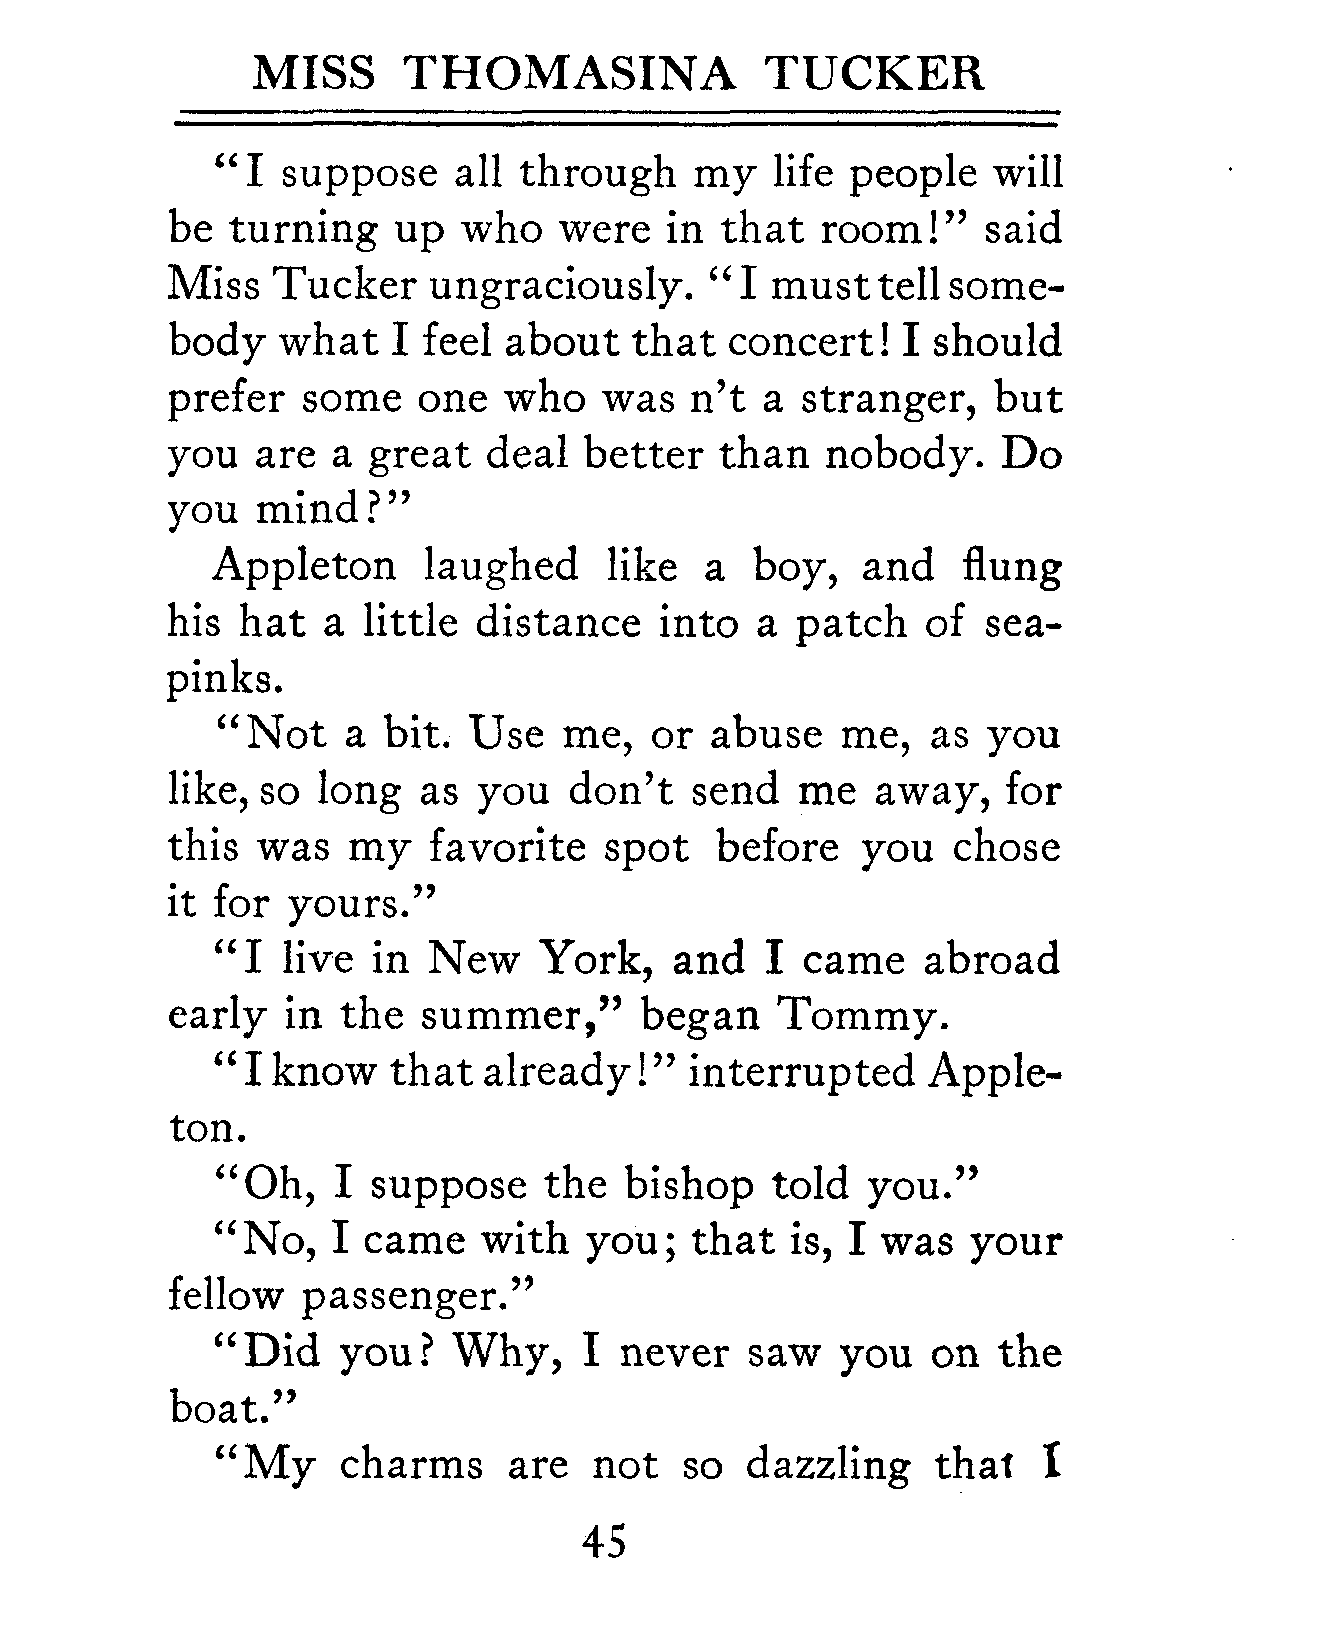 MISS THOMASINA TUCKER
"I suppose all through my life people will
be turning up who were in that room!" said
Miss Tucker ungraciously. "I must tell some-
body what I feel about that concert! I should
prefer some one who was n't a stranger, but
you are a great deal better than nobody. Do
you mind?"
Appleton laughed like a boy, and flung
his hat a little distance into a patch of sea-
pinks.
"Not a bit. Use me, or abuse me, as you
like, so long as you don't send me away, for
this was my favorite spot before you chose
it for yours."
"I live in New York, and I came abroad
early in the summer," began Tommy.
"I know that already!" interrupted Apple-
ton.
"Oh, I suppose the bishop told you."
"No, I came with you; that is, I was your
fellow passenger."
"Did you? Why, I never saw you on the
boat."
"My charms are not so dazzling that I
45